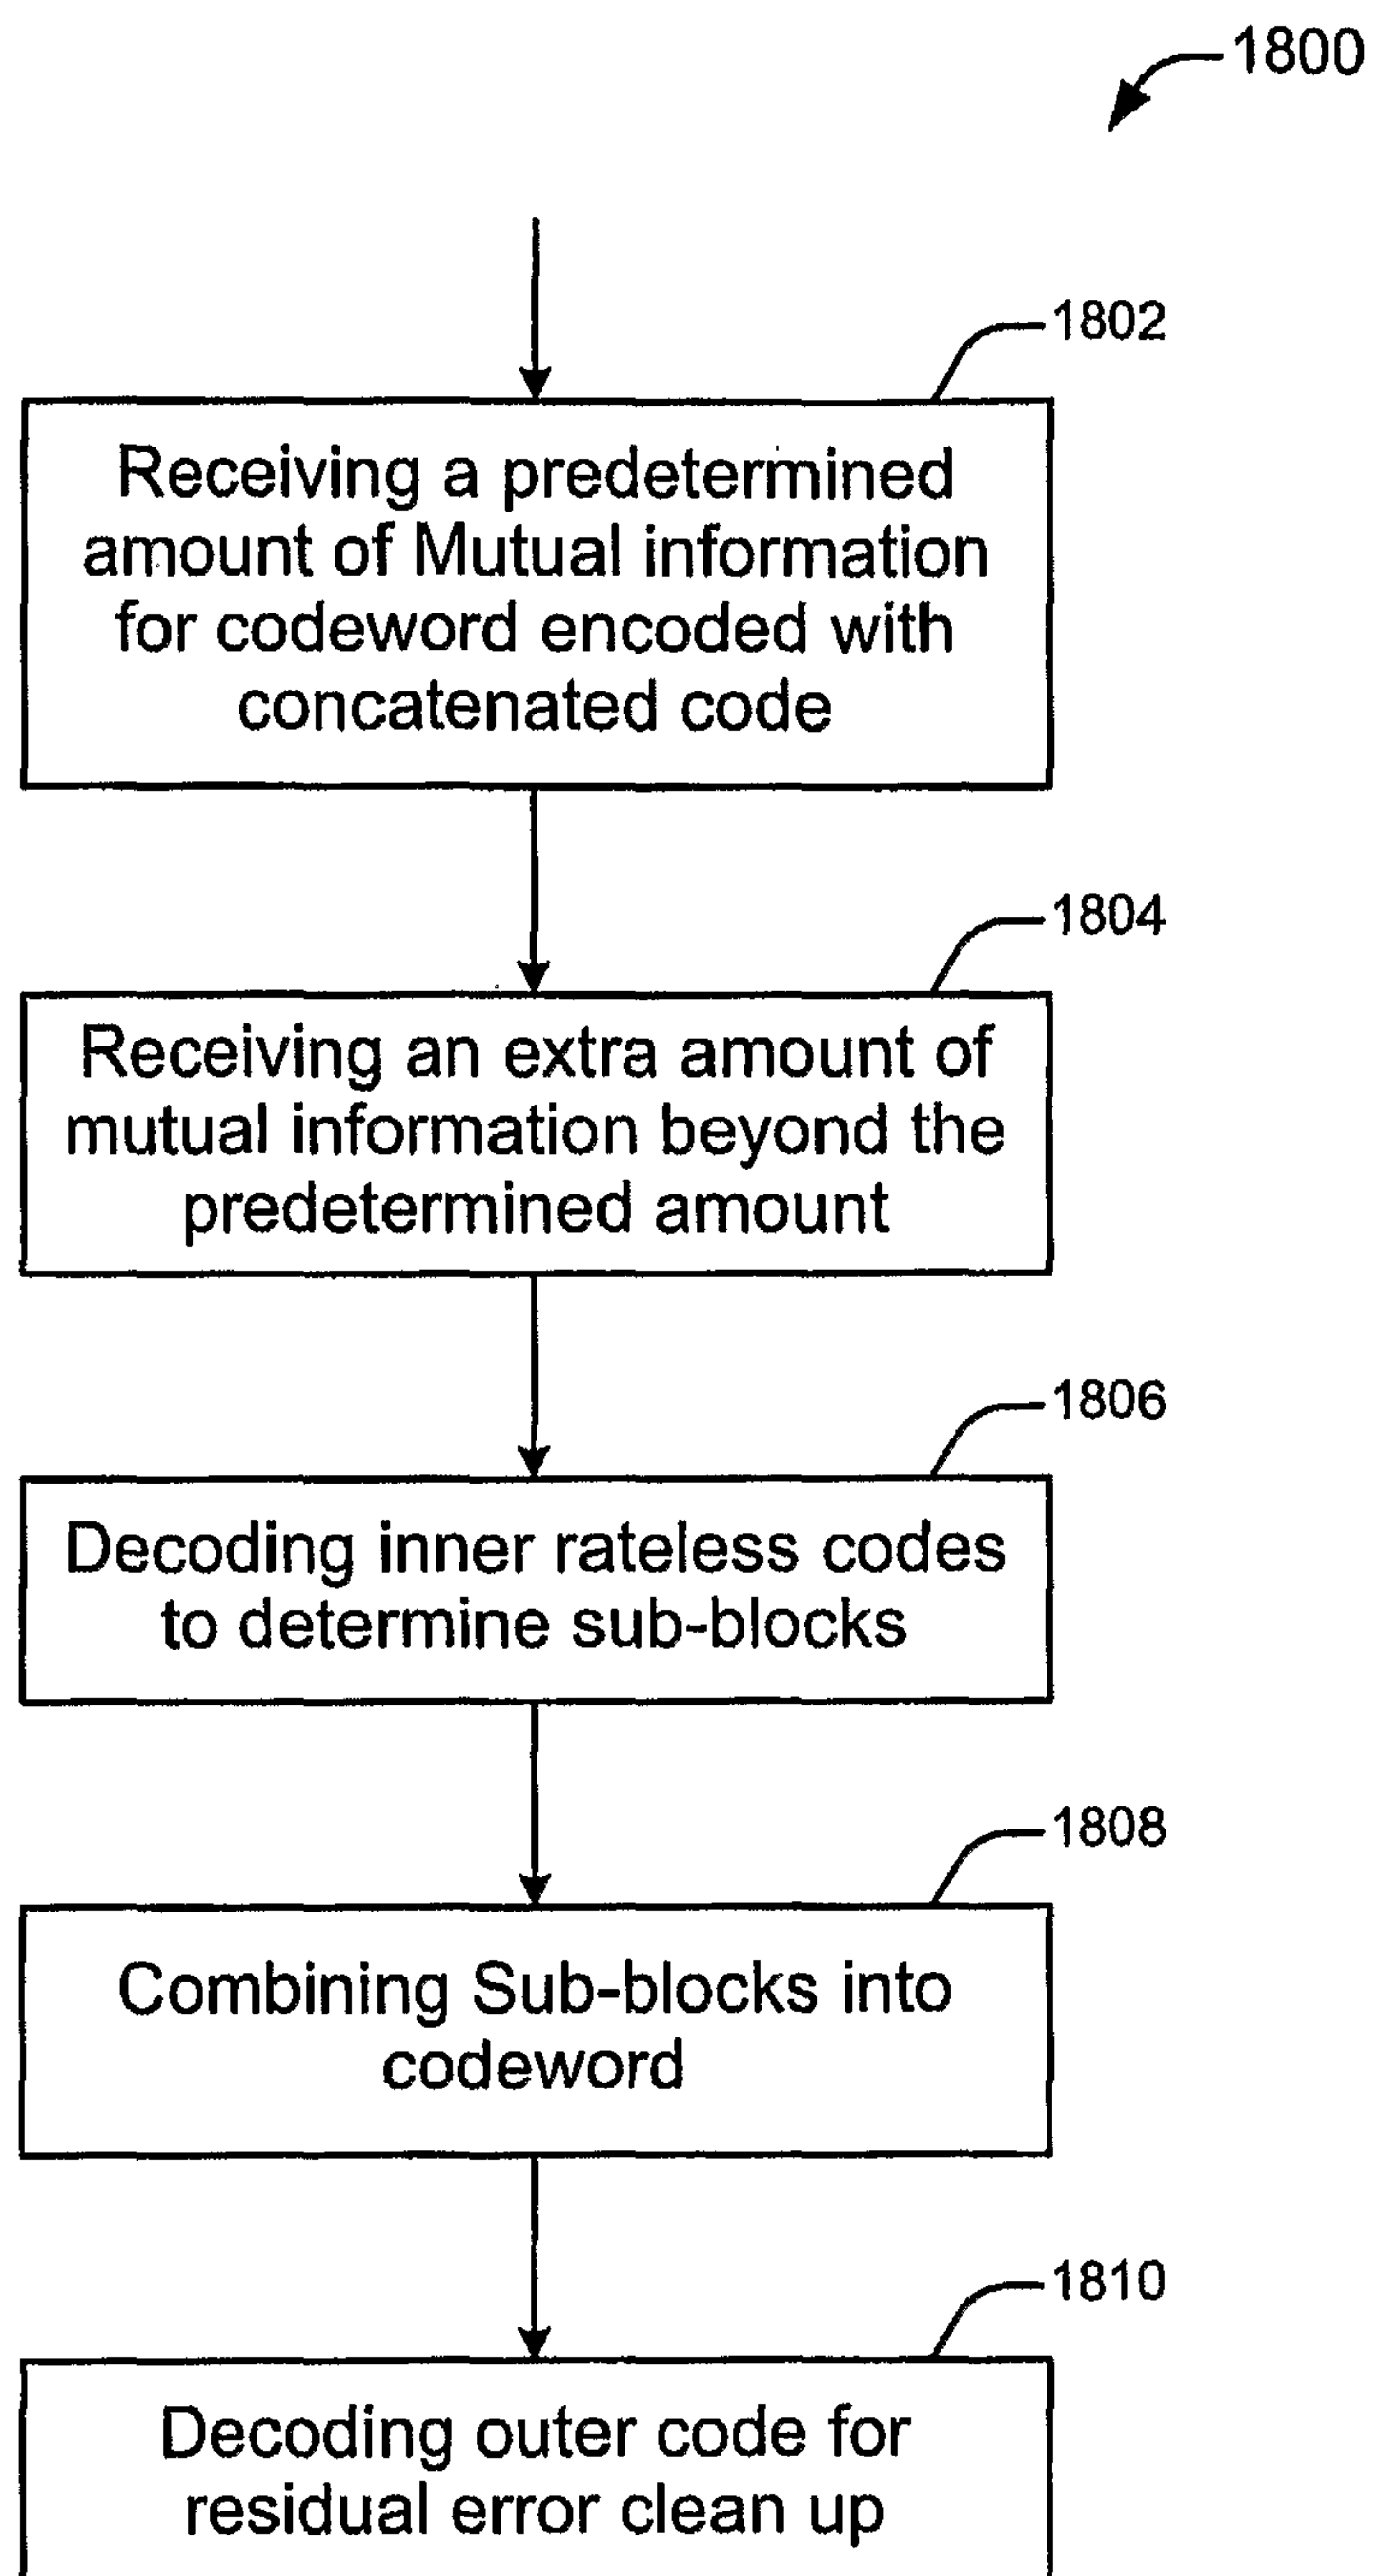 1800
1802
Receiving a predetermined
amount of Mutual information
for codeword encoded with
concatenated code
1804
Receiving an extra amount of
mutual information beyond the
predetermined amount
1806
Decoding inner rateless codes
to determine sub-blocks
1808
Combining Sub-blocks into
codeword
1810
Decoding outer code for
residual error clean up